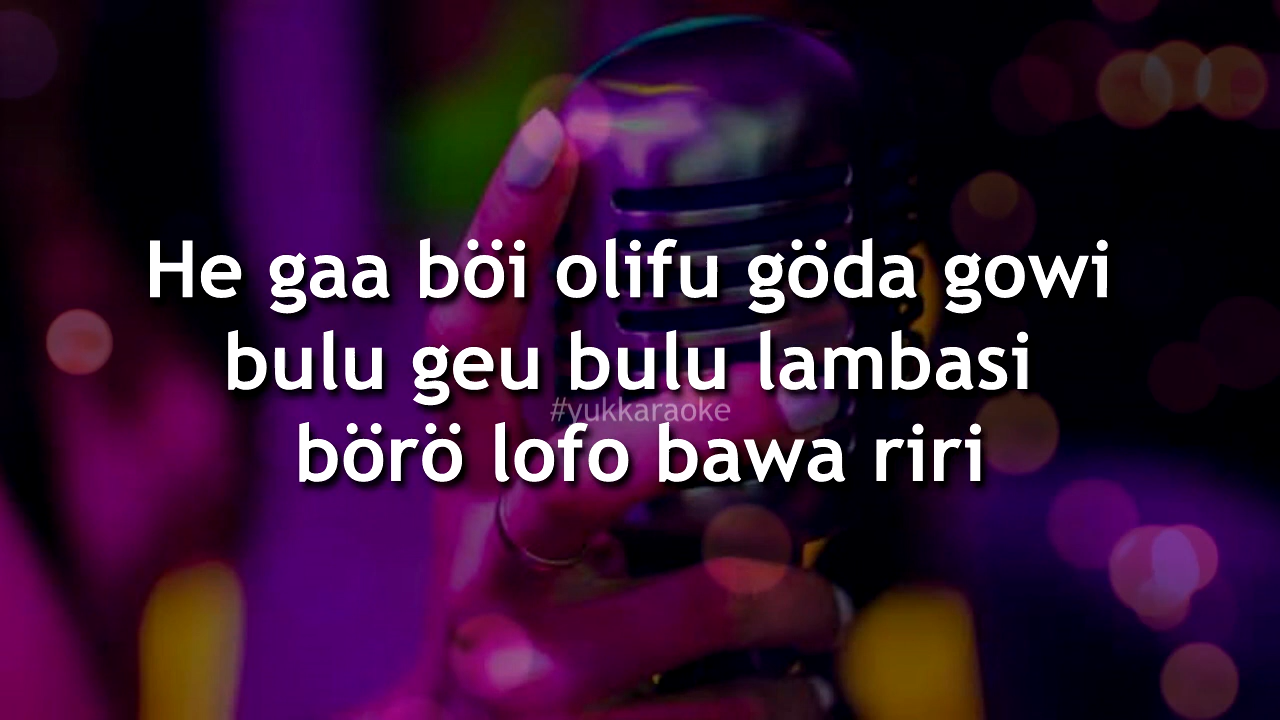 He gaa böi olifu göda gowi
bulu geu bulu lambasi
#yukkaraoke
börö lofo bawa riri